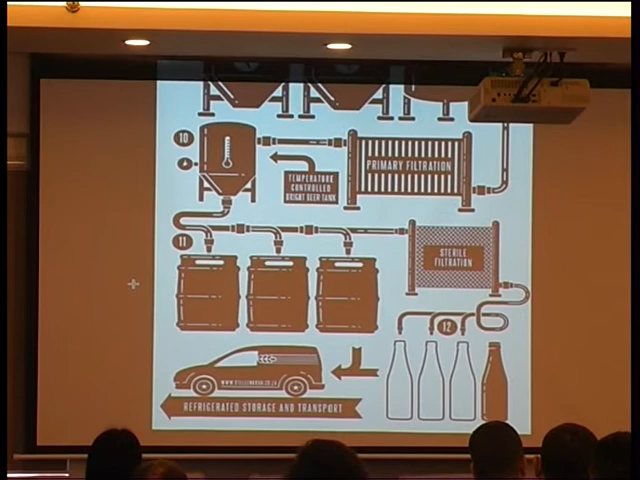 10
PRIMARY FILTRATION
TEMPERATURE
CONTROLLED
BRIGHT BEER TANK
11
STERILE
FILTRATION
12
REFRIGERATED STORAGE AND TRANSPORT